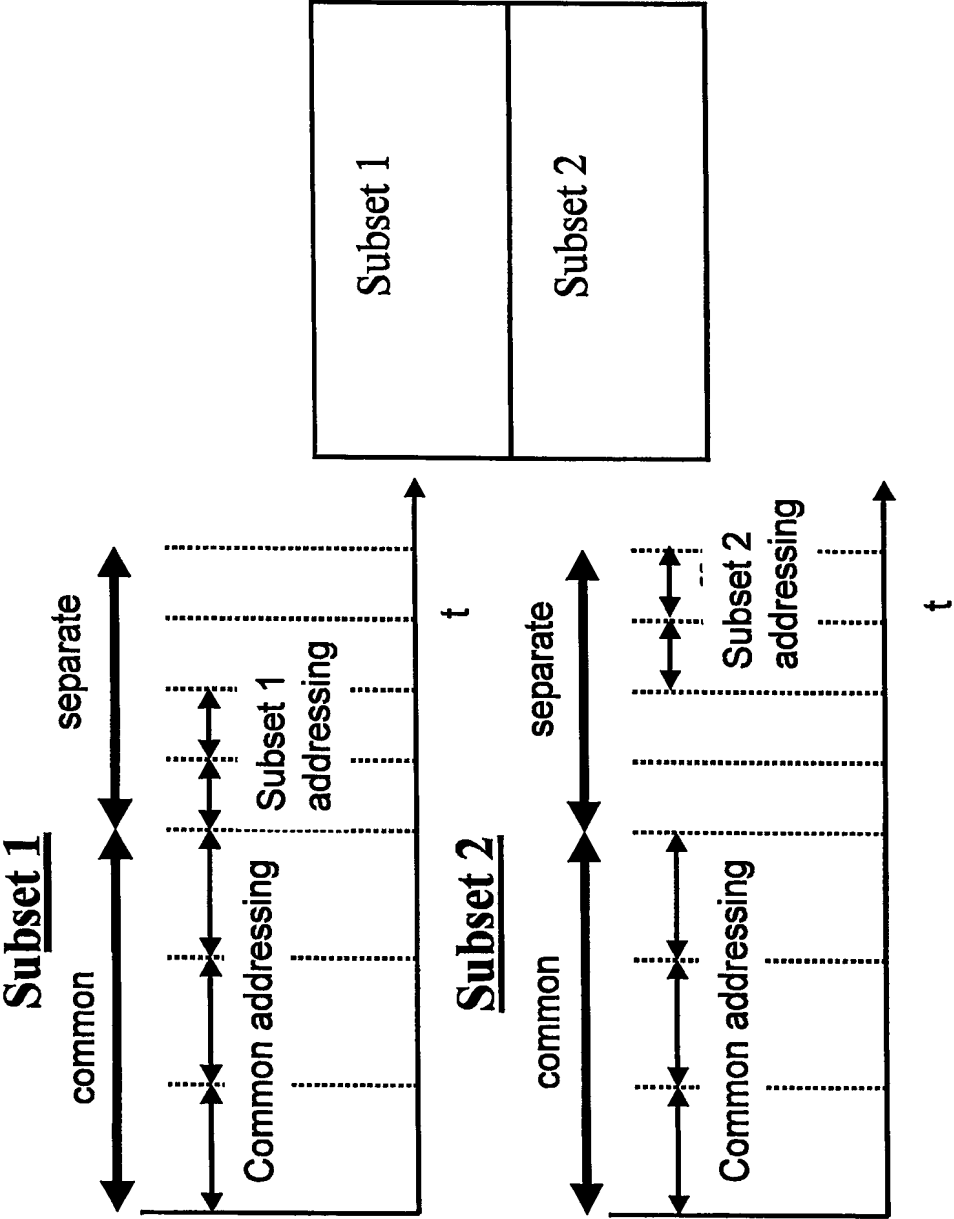 Subset 1
common
separate
Common addressing
Subset 1
addressing
t
Subset 2
common
separate
Common addressing
Subset 2
addressing
t
Subset 1
Subset 2